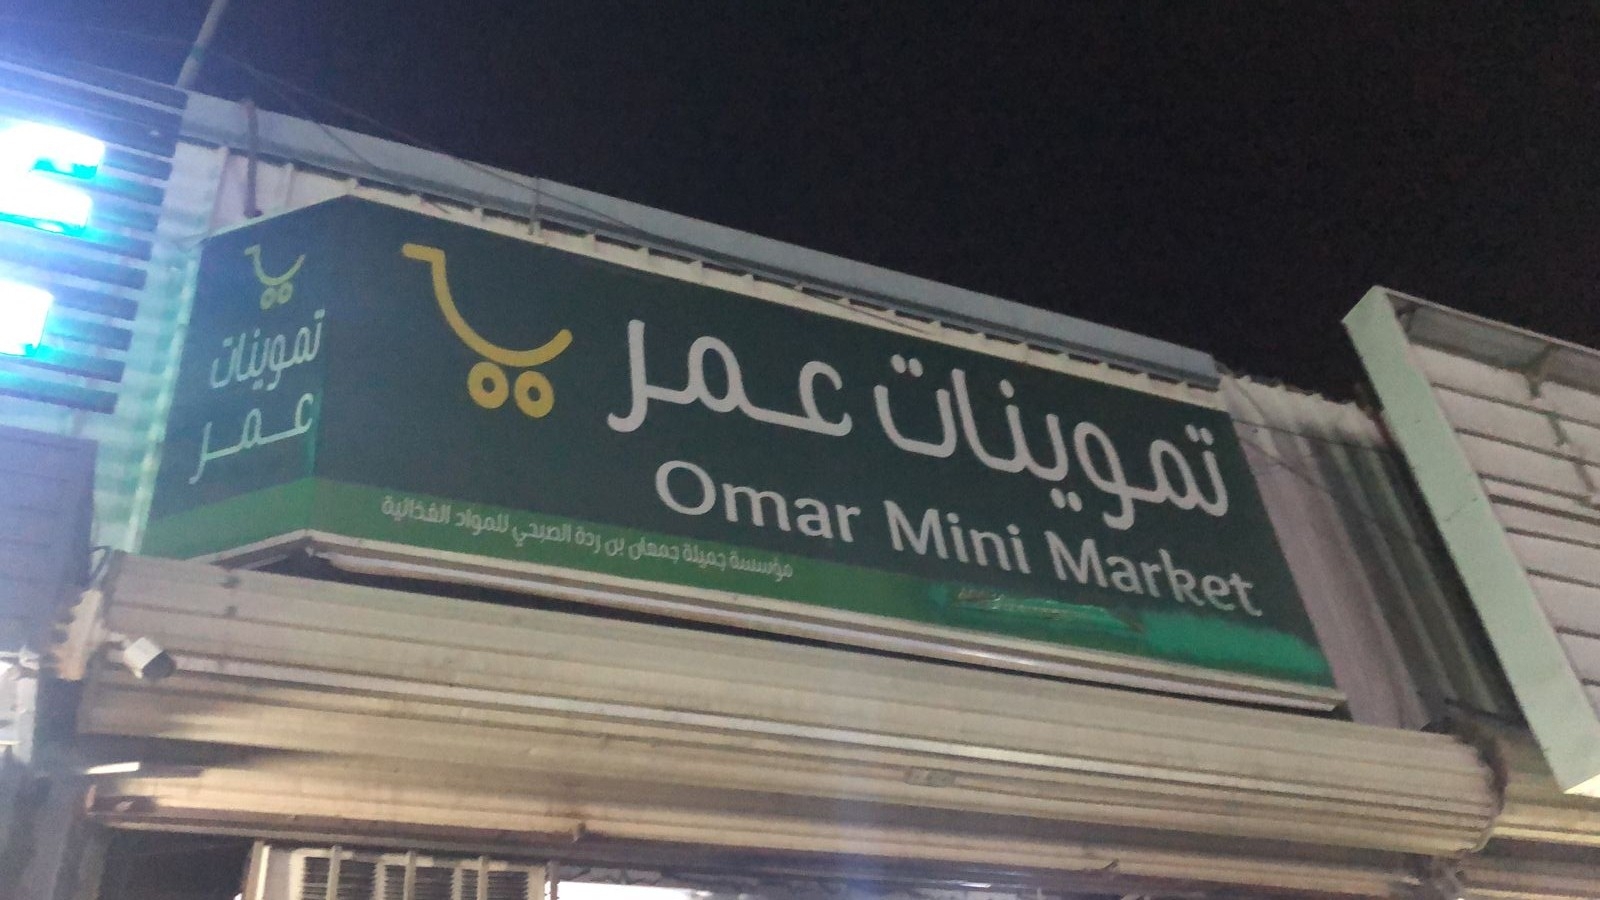 تموينات
عمر
تموينات عمر
Omar Mini Market
مؤسسة جميلة جمعان بن ردة الصبحي للمواد الغذائية